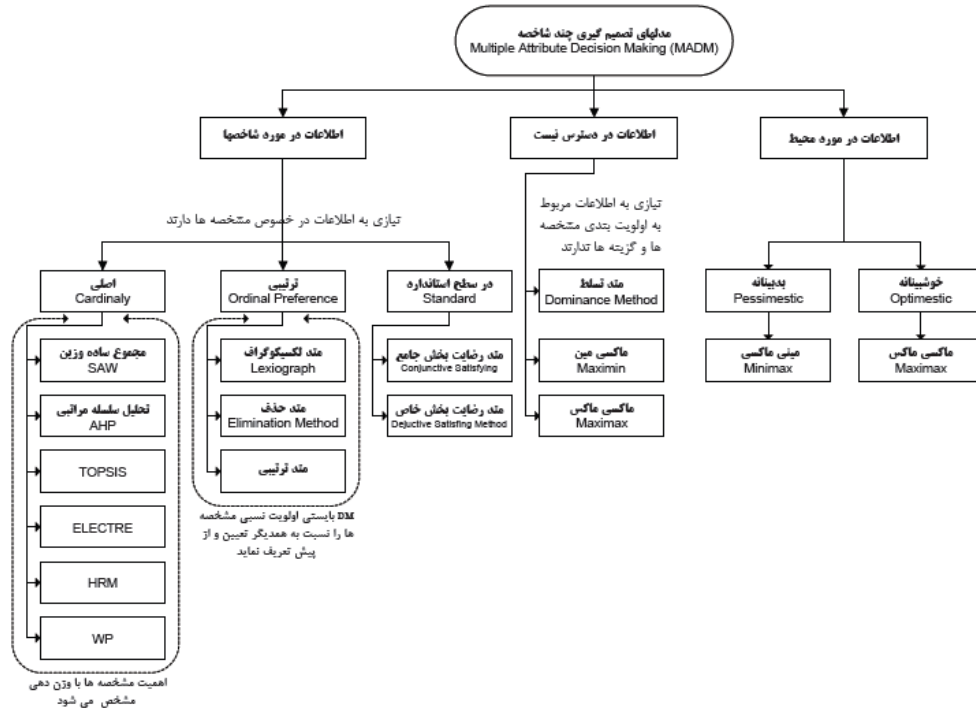 مدلهای تصمیم گیری چند شاخصه
Multiple Attribute Decision Making (MADM)
اطلاعات در مورد شاخصها
اطلاعات در دسترس نیست
اطلاعات در مورد محیط
نیازی به اطلاعات در خصوص مشخصه ها دارند
نیازی به اطلاعات مربوط
به اولویت بندی مشخصه
ها و گزینه ها ندارند
اصلی
Cardinaly
ترتیبی
Ordinal Preference
در سطح استاندارد
Standard
متد تسلط
Dominance Method
بدبینانه
Pessimestic
خوشبینانه
Optimestic
مجموع ساده وزین
SAW
متد لکسیکوگراف
Lexiograph
متد رضایت بخش جامع
Conjunctive Satisfying
ماکسی مین
Maximin
مینی ماکسی
Minimax
ماکسی ماکس
Maximax
تحلیل سلسله مراتبی
AHP
متد حذف
Elimination Method
متد رضایت بخش خاص
Dejuctive Satisfing Method
ماکسی ماکس
Maximax
TOPSIS
متد ترتیبی
DM بایستی اولویت نسبی مشخصه
ها را نسبت به همدیگر تعیین و از
پیش تعریف نماید
ELECTRE
HRM
WP
اهمیت مشخصه ها با وزن دهی
مشخص می شود